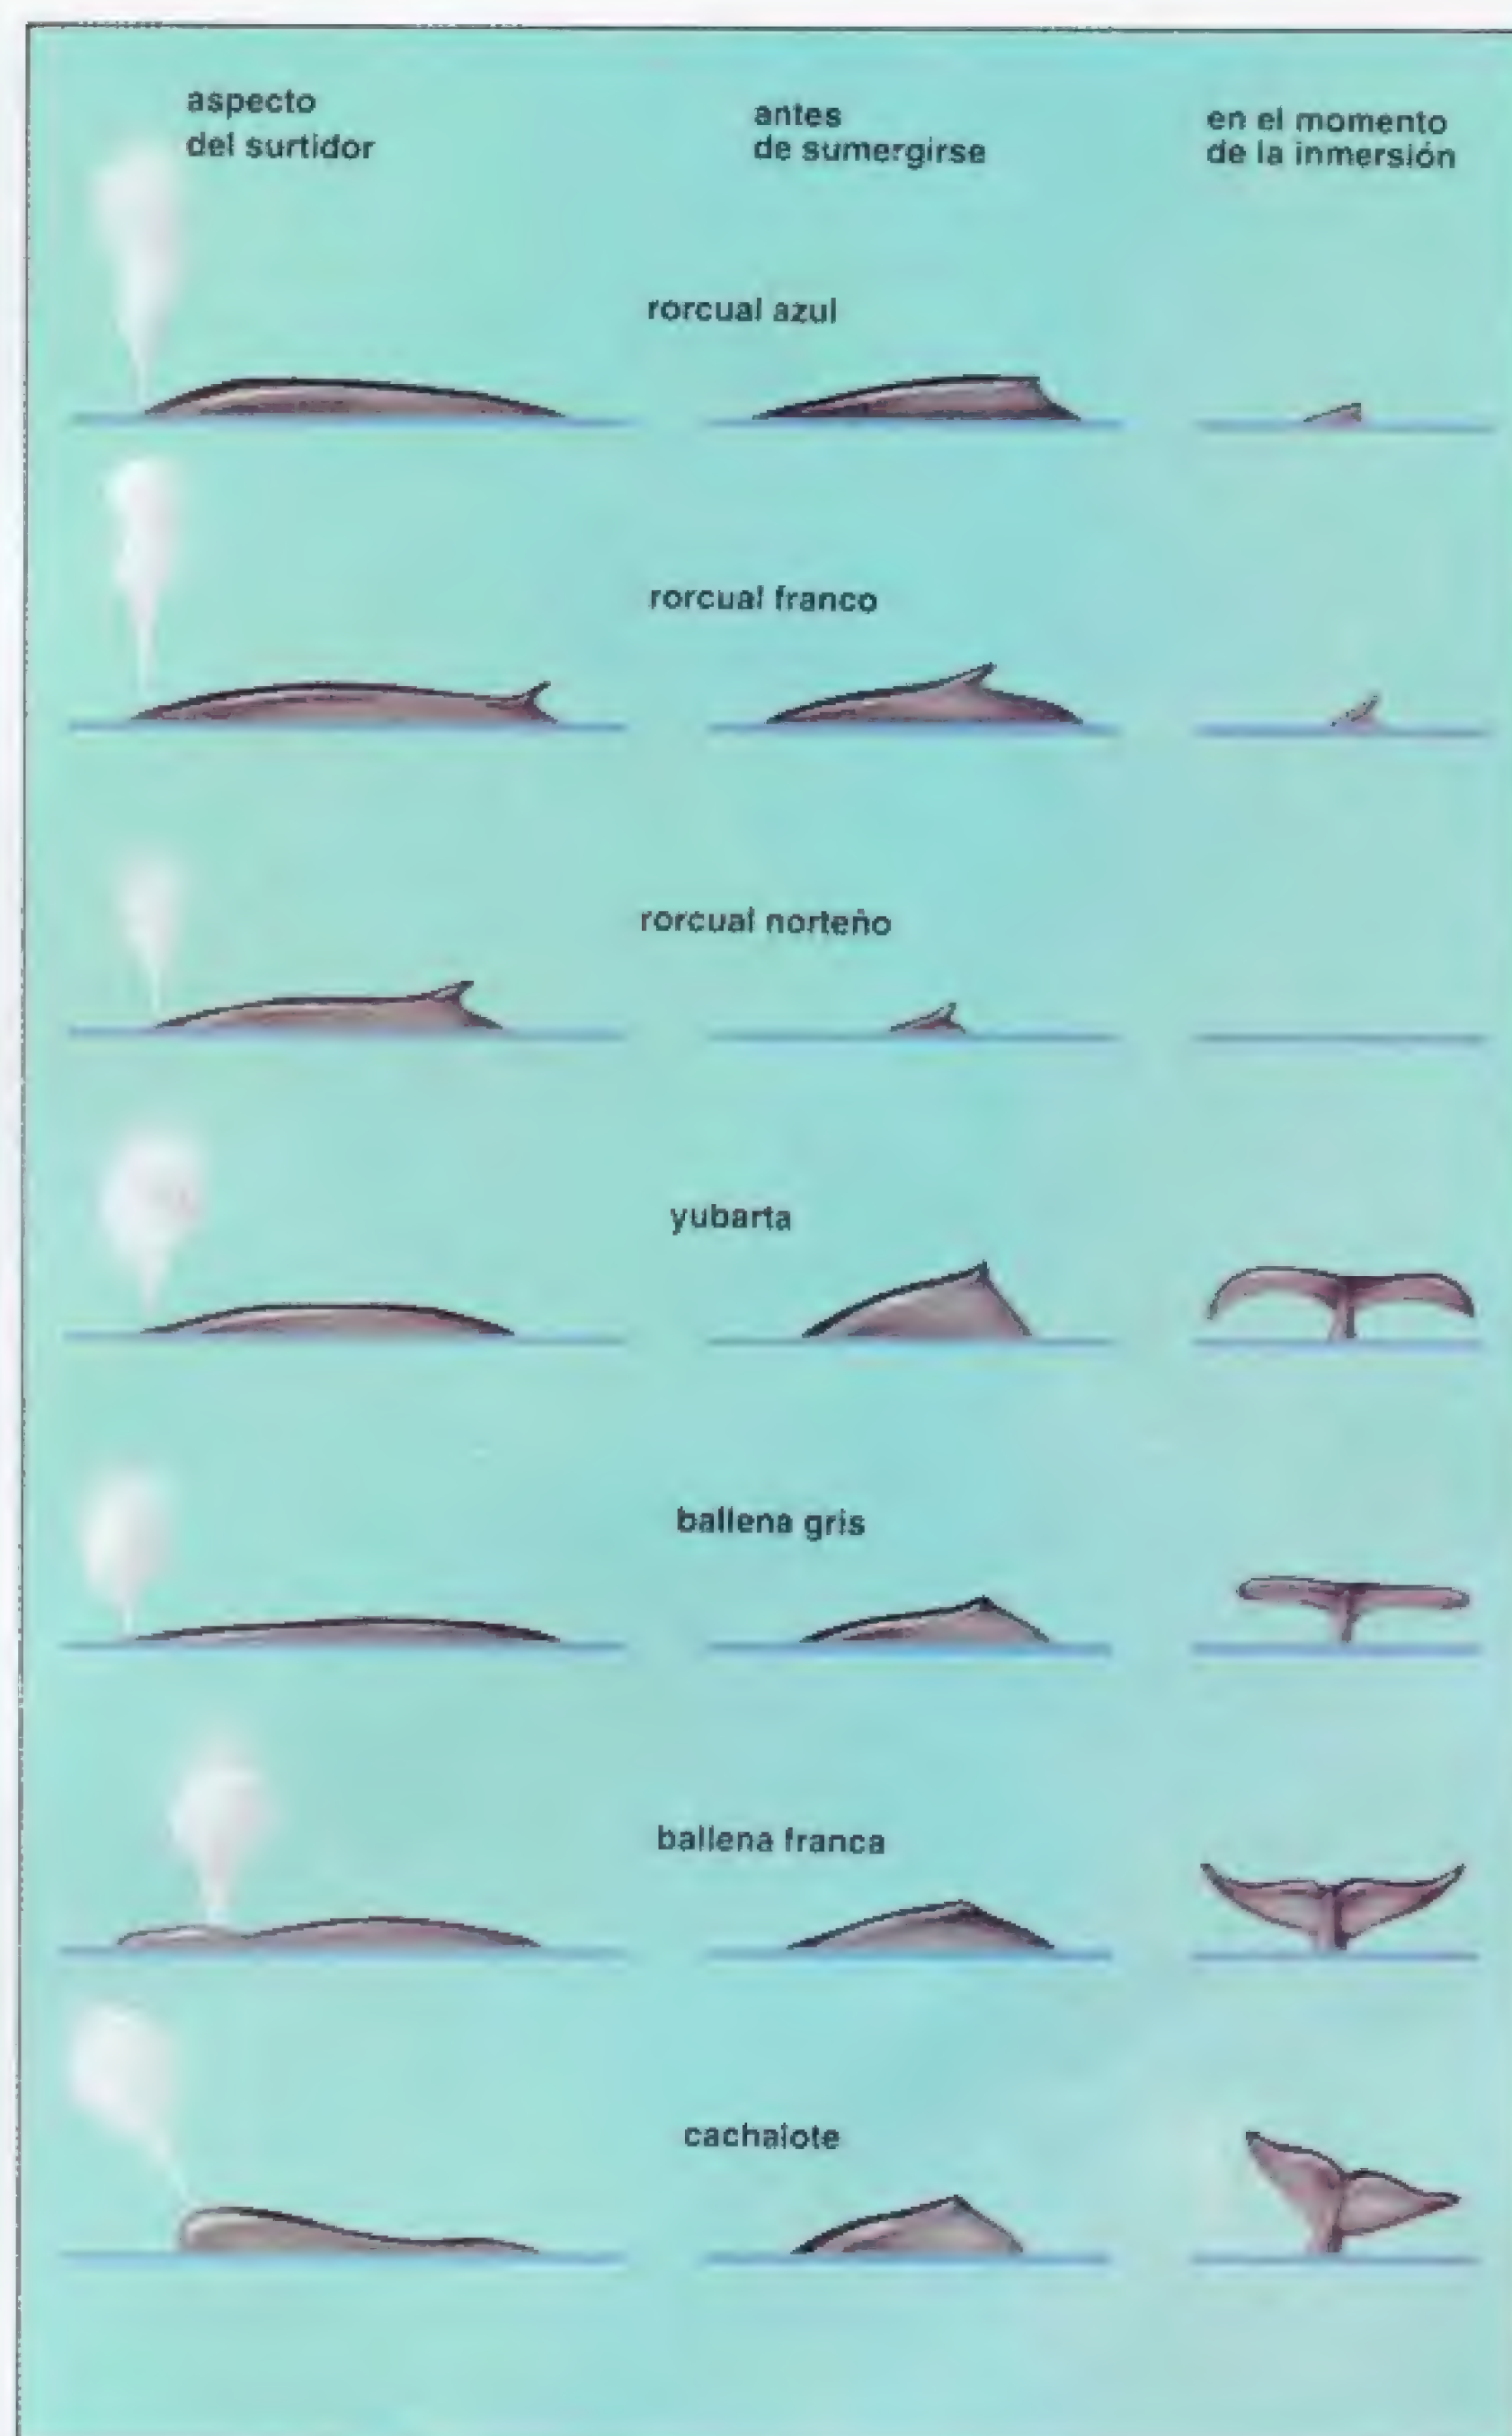 aspecto
del surtidor
antes
de sumergirse
en el momento
de la inmersión
rorcual azul
rorcual franco
rorcual norteño
yubarta
ballena gris
ballena franca
cachalote